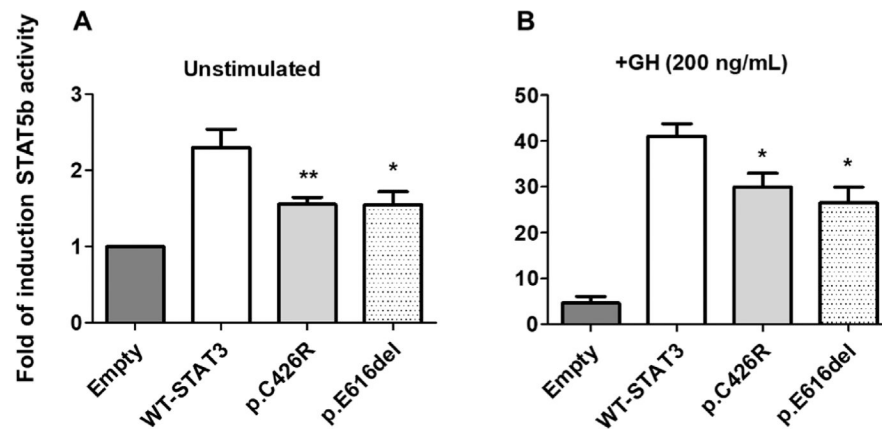 A
Unstimulated
Fold of induction STAT5b activity
3
2
1
0
**
*
Empty
WT-STAT3
p.C426R
p.E616del
B
+GH (200 ng/mL)
50
40
30
20
10
0
*
*
Empty
WT-STAT3
p.C426R
p.E616del